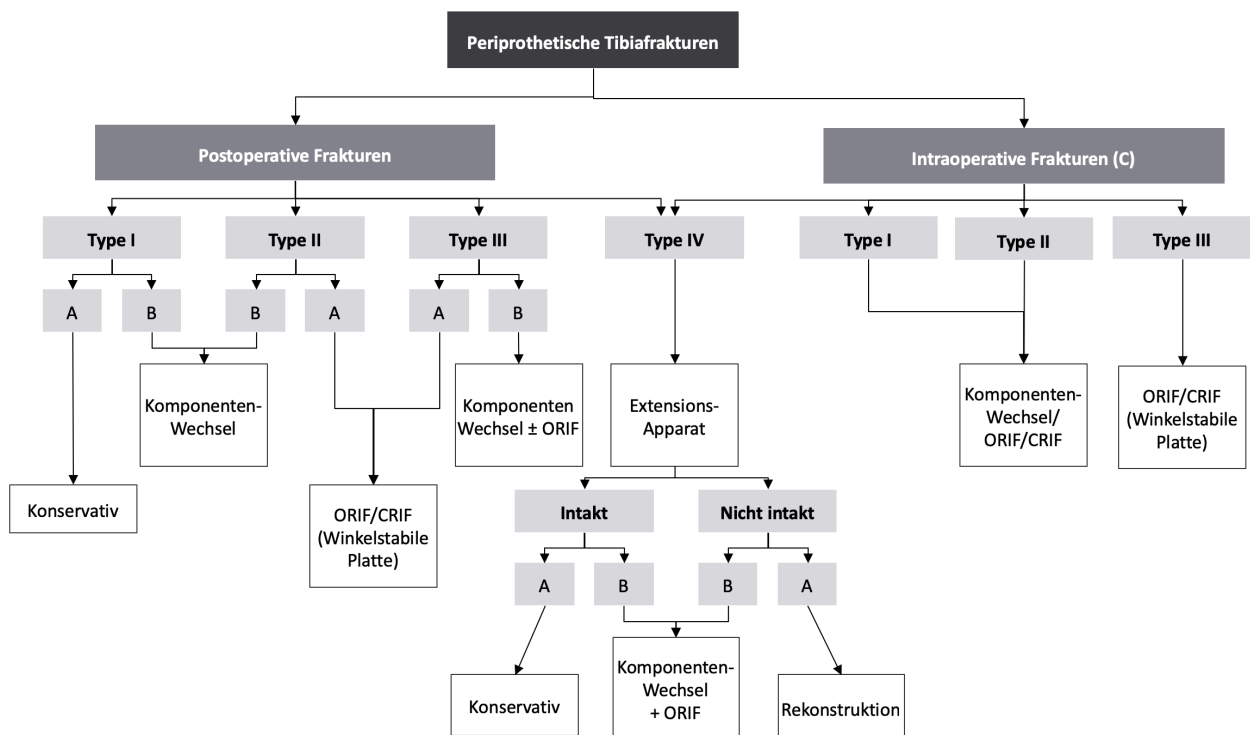 Periprothetische Tibiafrakturen
Postoperative Frakturen
Intraoperative Frakturen (C)
Type I
Type II
Type III
Type IV
Type I
Type II
Type III
A
B
B
A
A
B
Komponenten-
Wechsel
Komponenten
Wechsel ± ORIF
Extensions-
Apparat
Komponenten-
Wechsel/
ORIF/CRIF
ORIF/CRIF
(Winkelstabile
Platte)
Konservativ
ORIF/CRIF
(Winkelstabile
Platte)
Intakt
Nicht intakt
A
B
B
A
Konservativ
Komponenten-
Wechsel
+ ORIF
Rekonstruktion